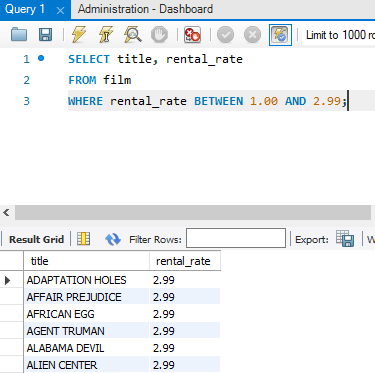 Query 1 Administration - Dashboard
Limit to 1000
1 SELECT title, rental_rate
2 FROM film
3 WHERE rental_rate BETWEEN 1.00 AND 2.99;
Result Grid Filter Rows: Export:
title rental_rate
ADAPTATION HOLES 2.99
AFFAIR PREJUDICE 2.99
AFRICAN EGG 2.99
AGENT TRUMAN 2.99
ALABAMA DEVIL 2.99
ALIEN CENTER 2.99